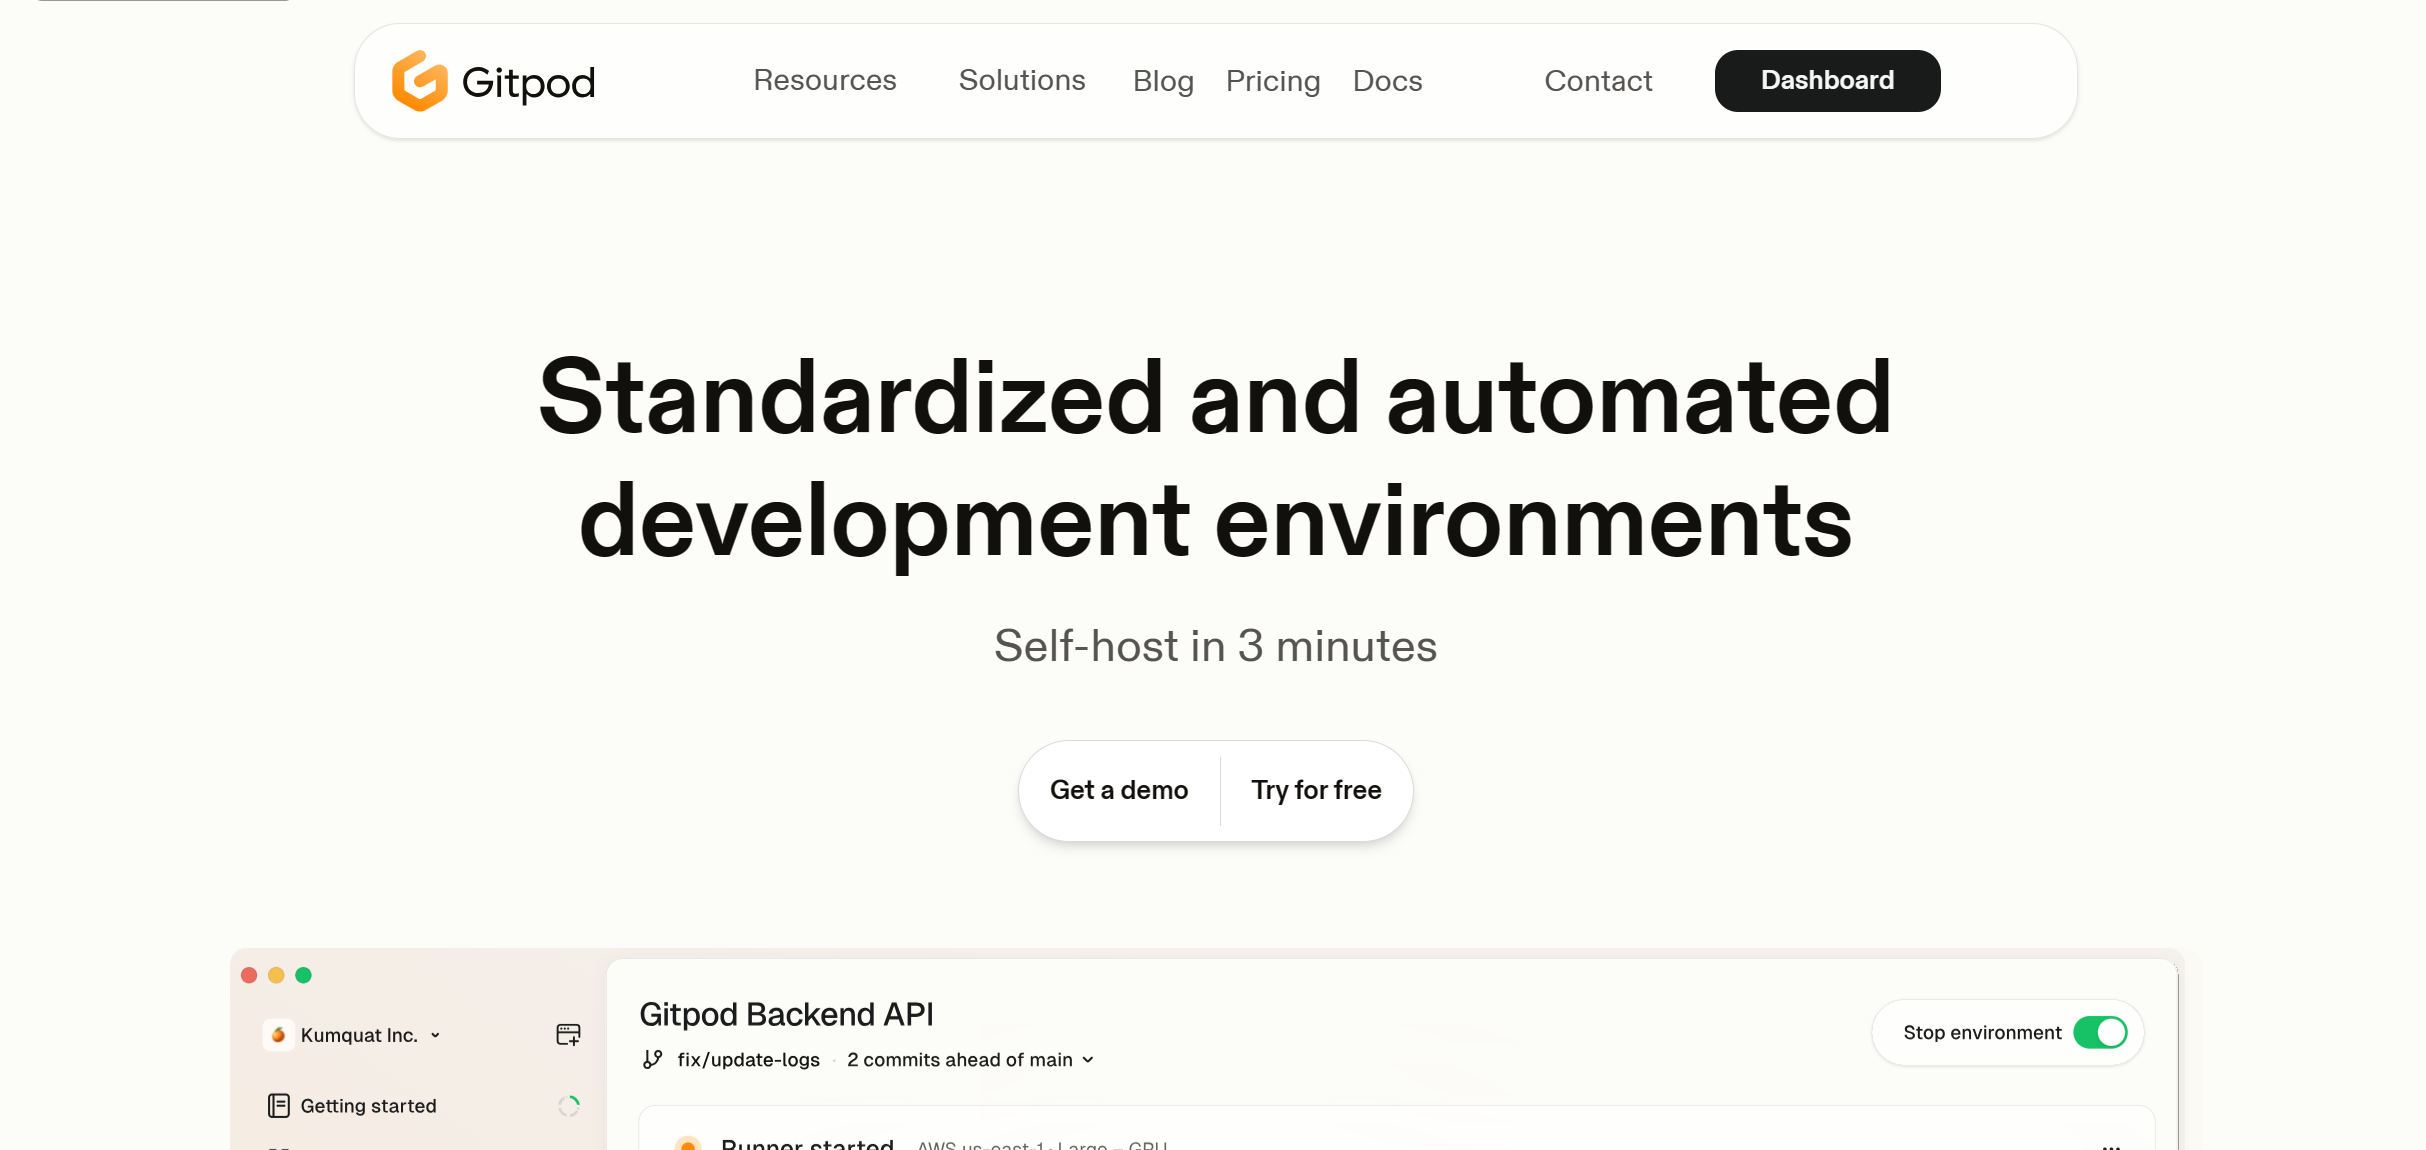 Gitpod
Resources Solutions Blog Pricing Docs Contact Dashboard
Standardized and automated
development environments
Self-host in 3 minutes
Get a demo Try for free
Gitpod Backend API
Kumquat Inc.
Stop environment
fix/update-logs · 2 commits ahead of main
Getting started
Runner started AWS us-east-1 · Large – GPU